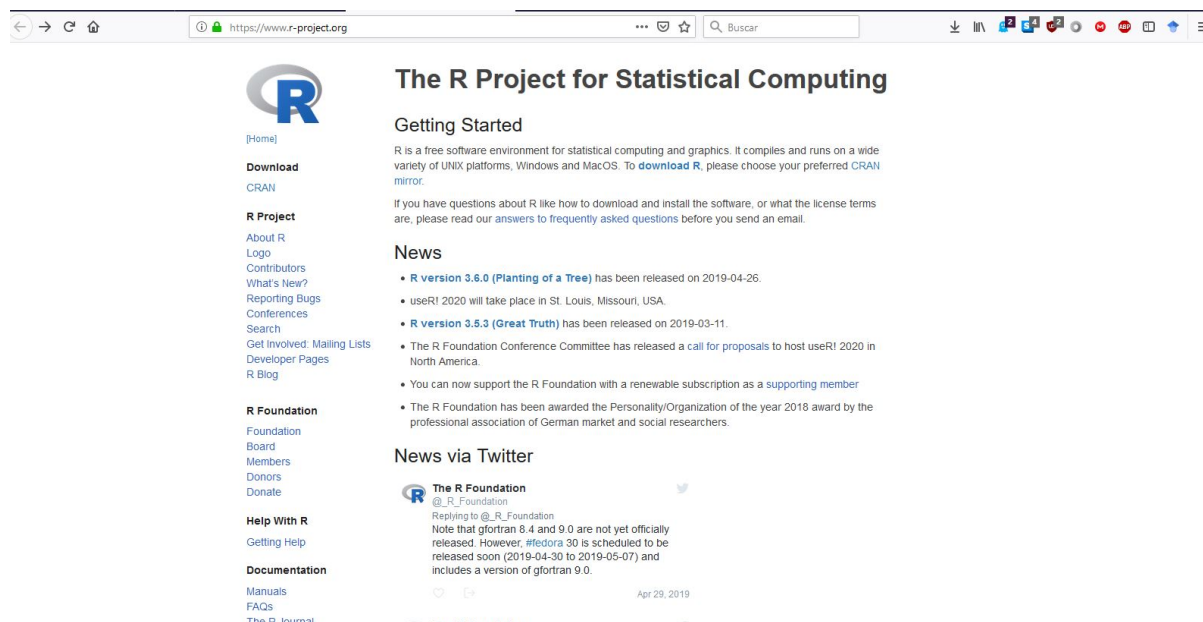 https://www.r-project.org
Buscar
2
4
2
ABP
R
[Home]
Download
CRAN
R Project
About R
Logo
Contributors
What's New?
Reporting Bugs
Conferences
Search
Get Involved: Mailing Lists
Developer Pages
R Blog
R Foundation
Foundation
Board
Members
Donors
Donate
Help With R
Getting Help
Documentation
Manuals
FAQs
The R Journal
The R Project for Statistical Computing
Getting Started
R is a free software environment for statistical computing and graphics. It compiles and runs on a wide
variety of UNIX platforms, Windows and MacOS. To download R, please choose your preferred CRAN
mirror.
If you have questions about R like how to download and install the software, or what the license terms
are, please read our answers to frequently asked questions before you send an email.
News
• R version 3.6.0 (Planting of a Tree) has been released on 2019-04-26.
• useR! 2020 will take place in St. Louis, Missouri, USA.
• R version 3.5.3 (Great Truth) has been released on 2019-03-11.
• The R Foundation Conference Committee has released a call for proposals to host useR! 2020 in
North America.
• You can now support the R Foundation with a renewable subscription as a supporting member
• The R Foundation has been awarded the Personality/Organization of the year 2018 award by the
professional association of German market and social researchers.
News via Twitter
R
The R Foundation
@_R_Foundation
Replying to @_R_Foundation
Note that gfortran 8.4 and 9.0 are not yet officially
released. However, #fedora 30 is scheduled to be
released soon (2019-04-30 to 2019-05-07) and
includes a version of gfortran 9.0.
Apr 29, 2019